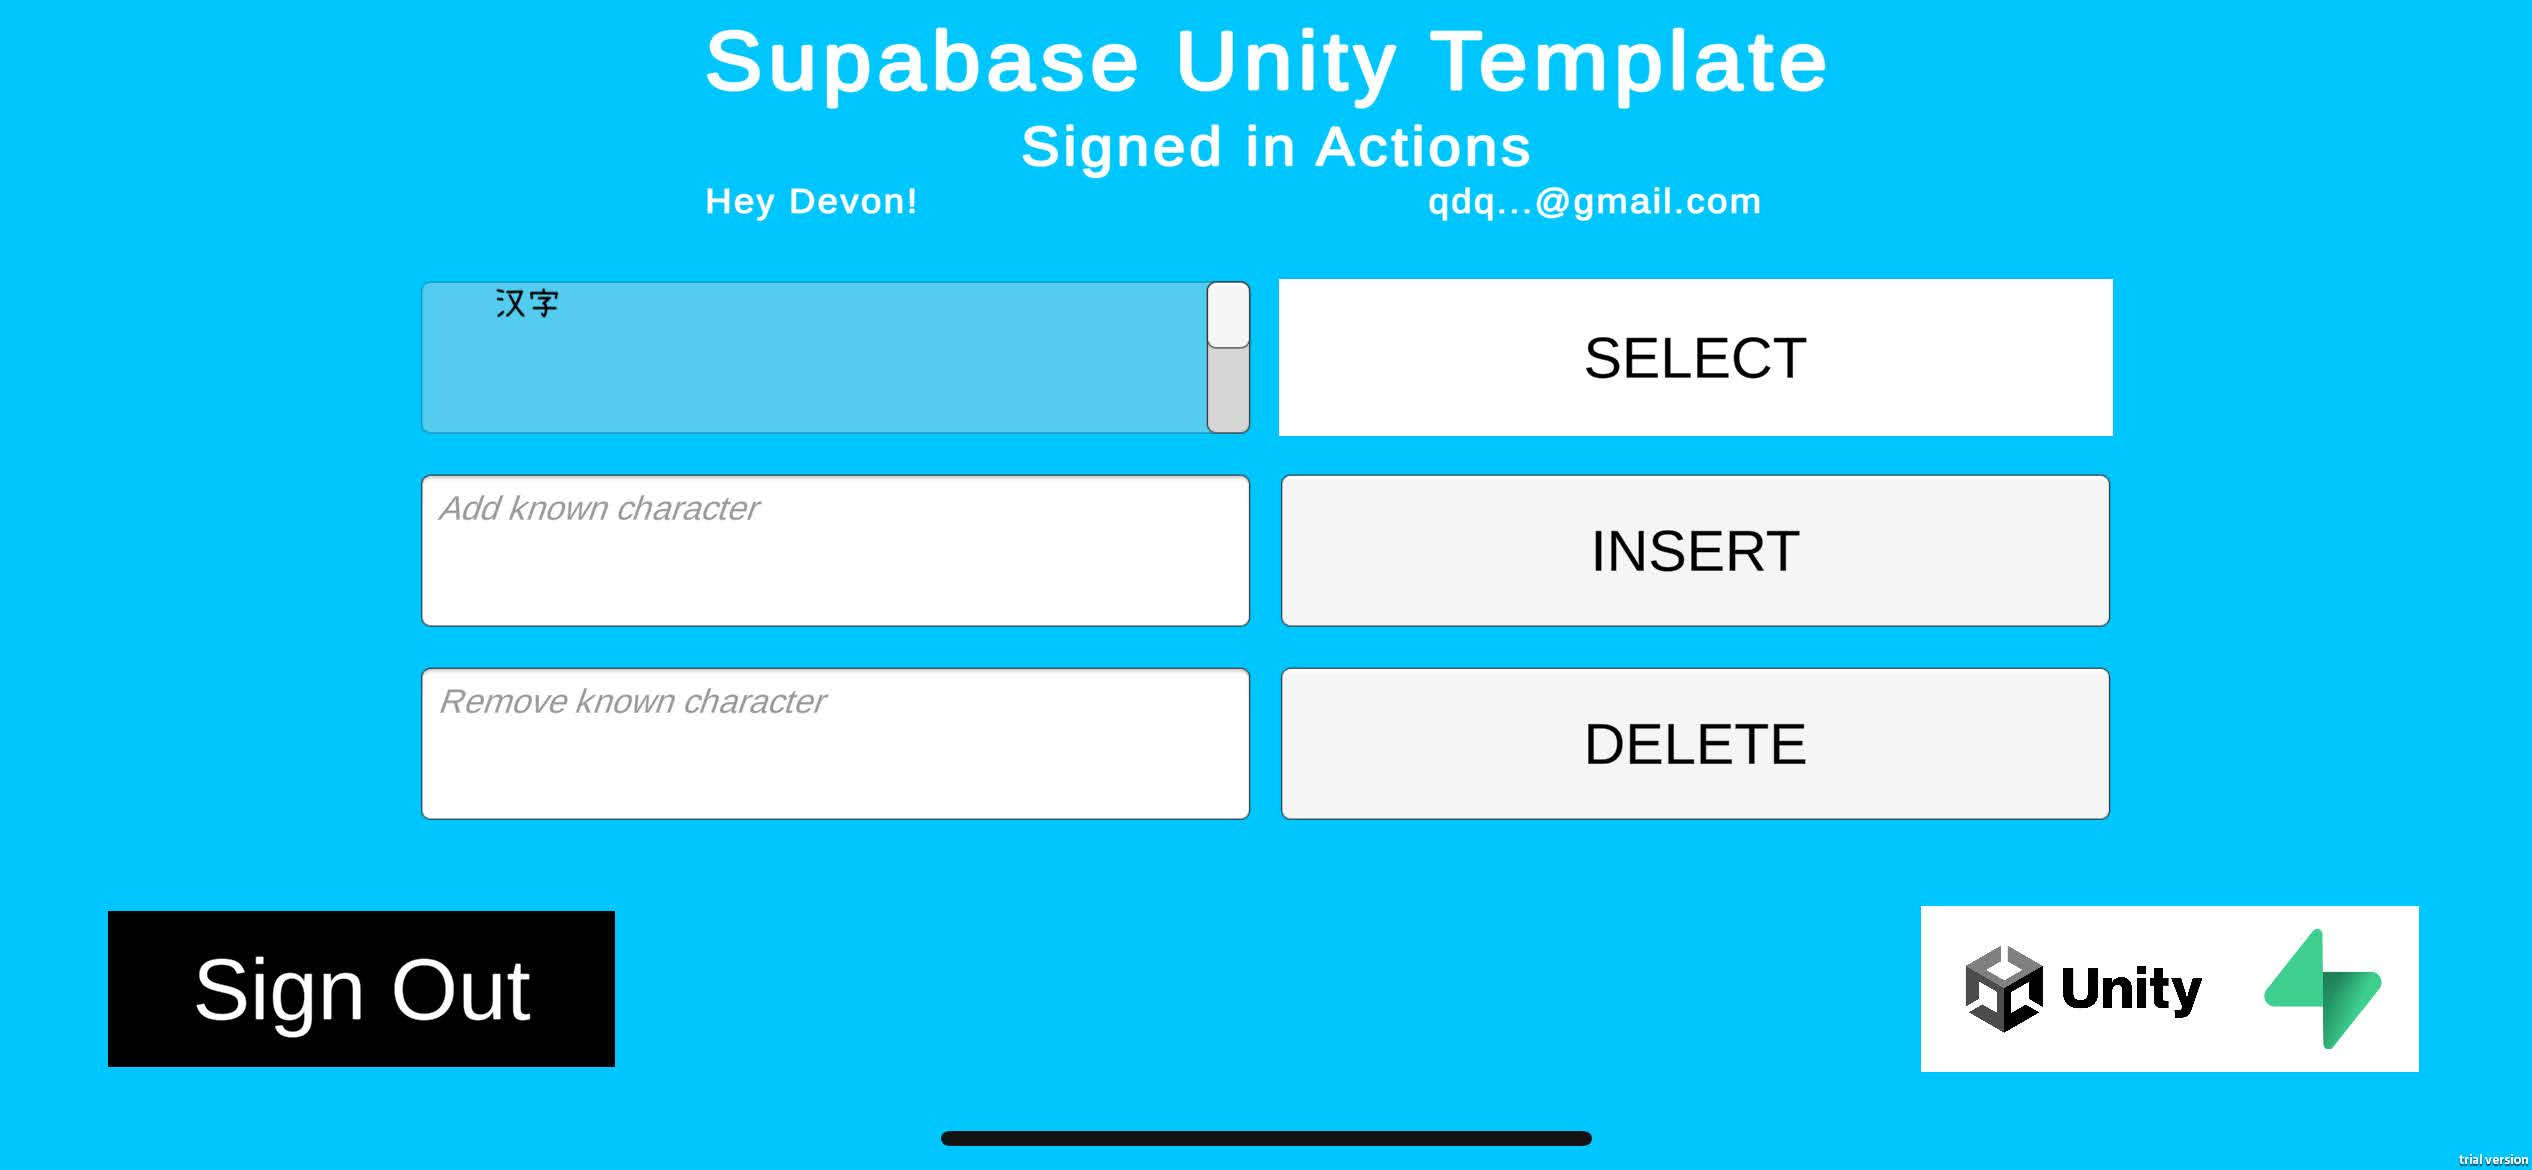 Supabase Unity Template
Signed in Actions
Hey Devon!
qdq...@gmail.com
汉字
SELECT
Add known character
INSERT
Remove known character
DELETE
Sign Out
Unity
trial version